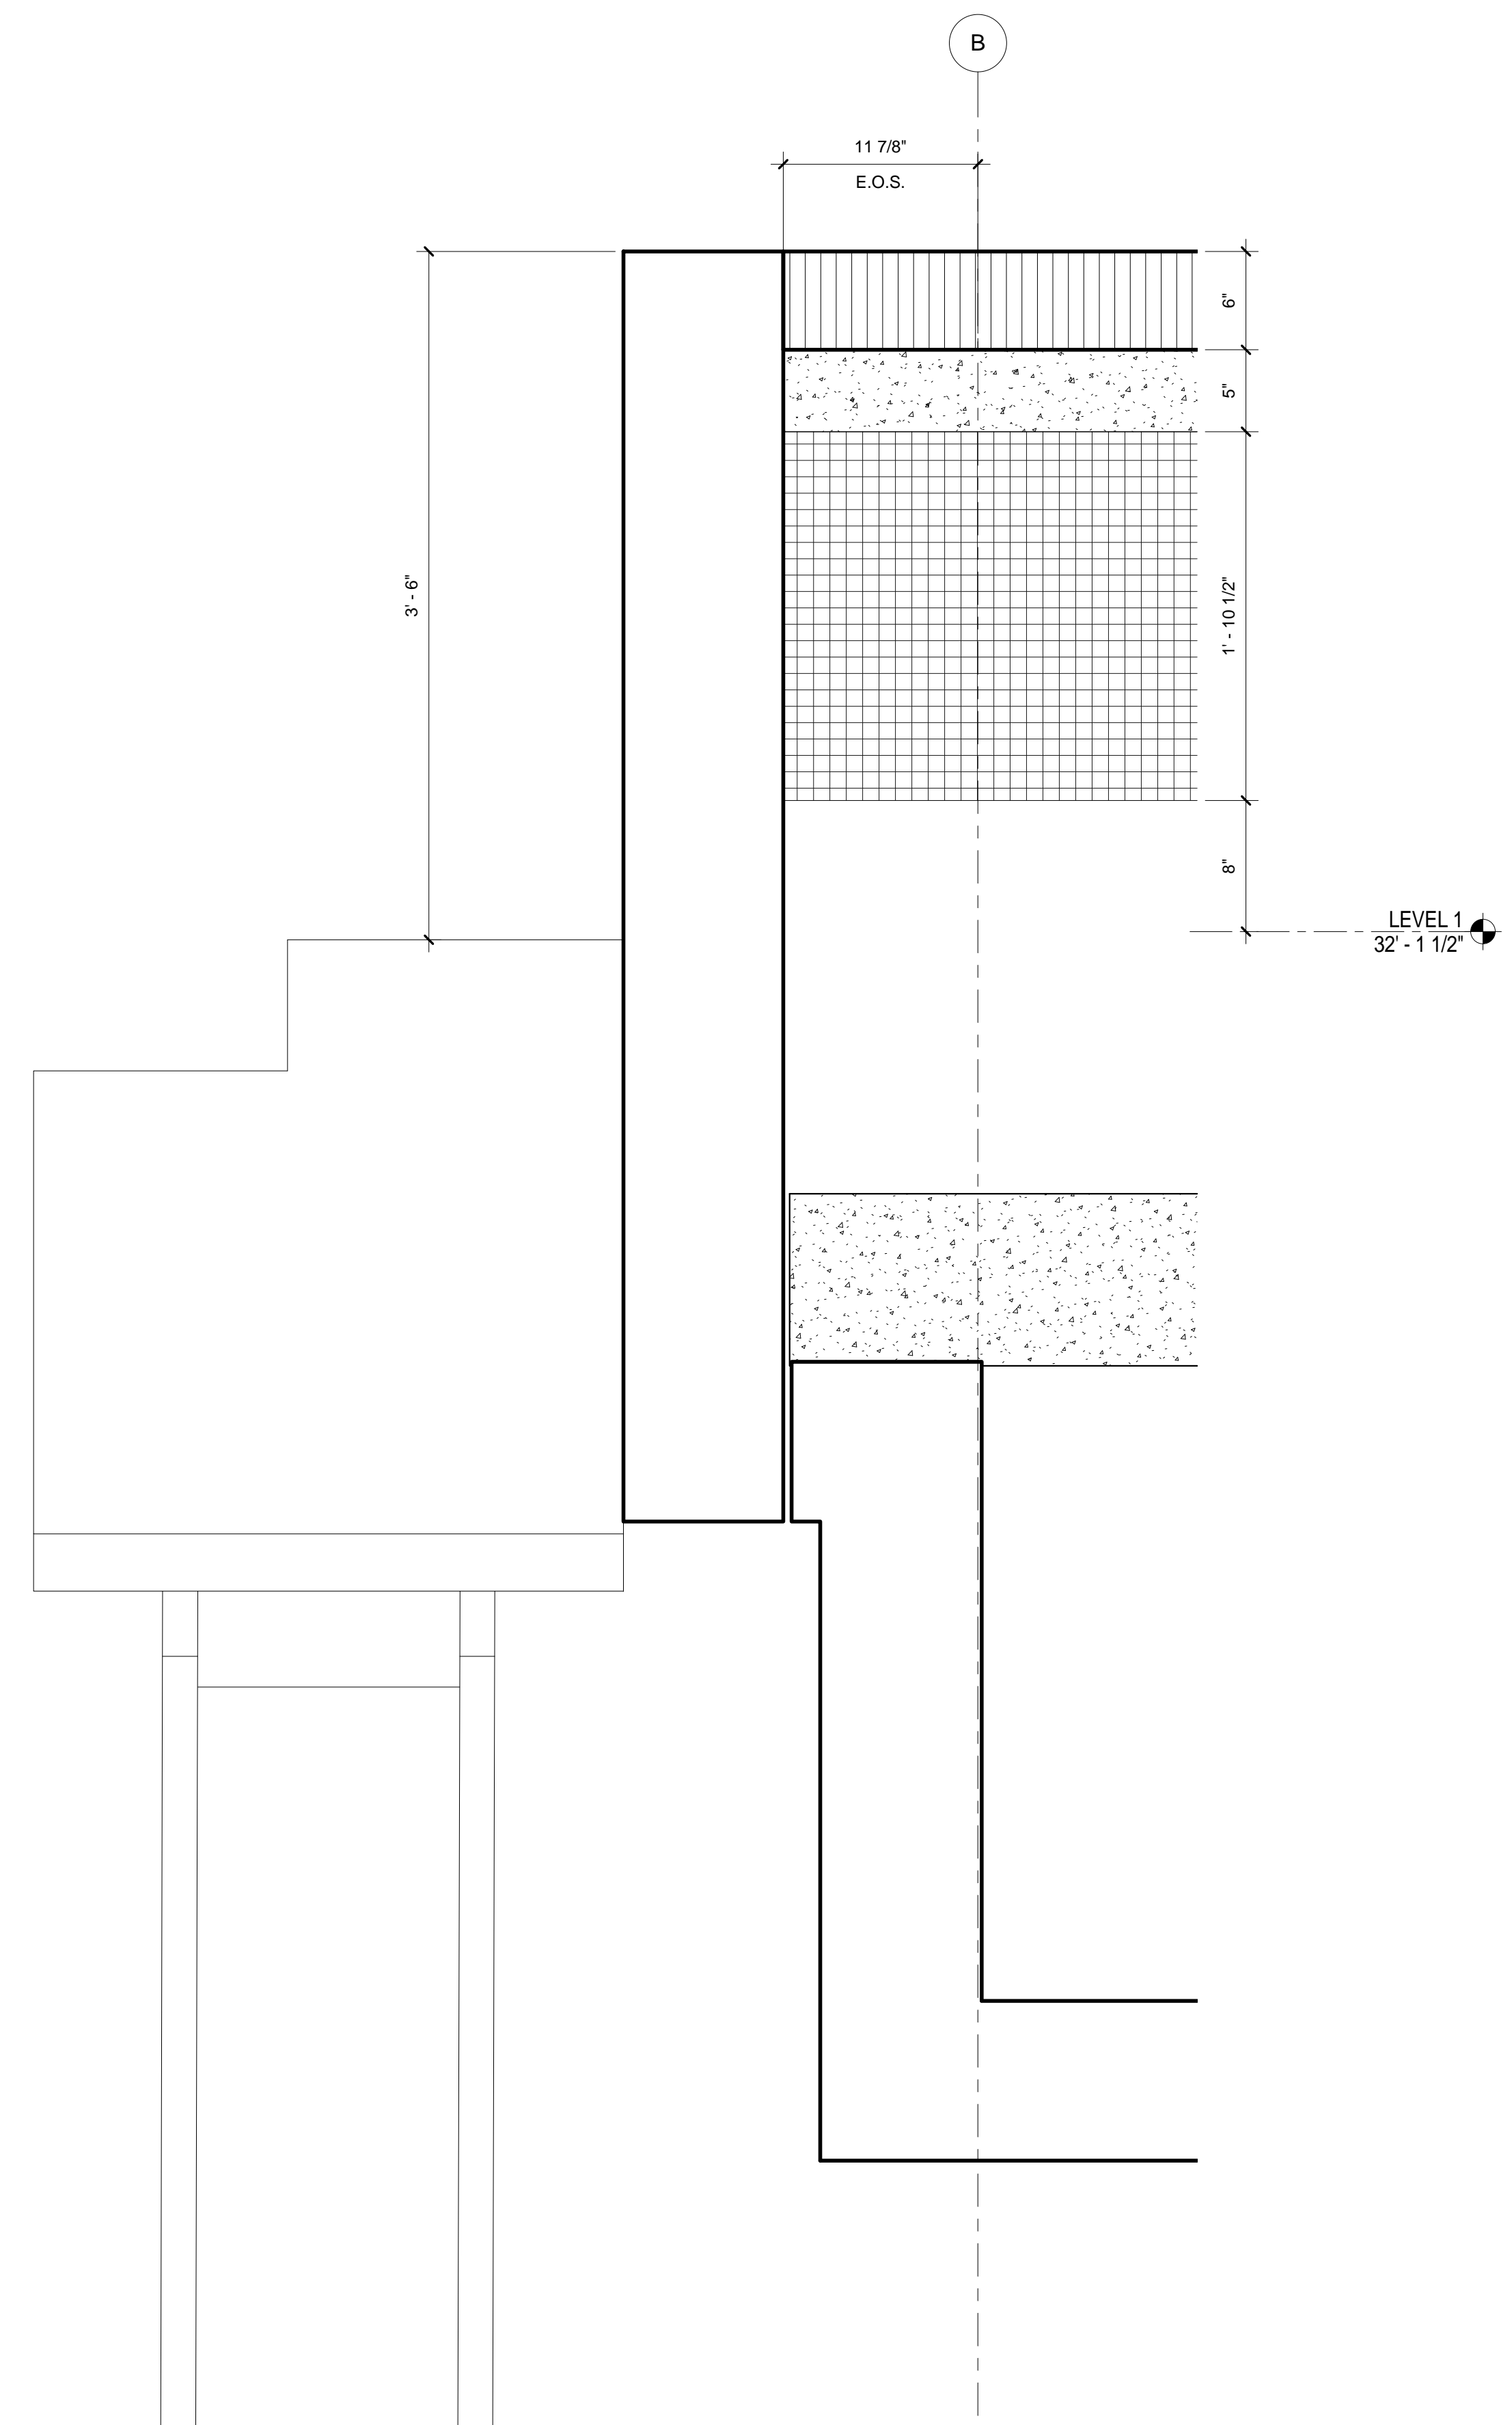 B
11 7/8"
E.O.S.
6"
5"
3' - 6"
1' - 10 1/2"
8"
LEVEL 1
32' - 1 1/2"